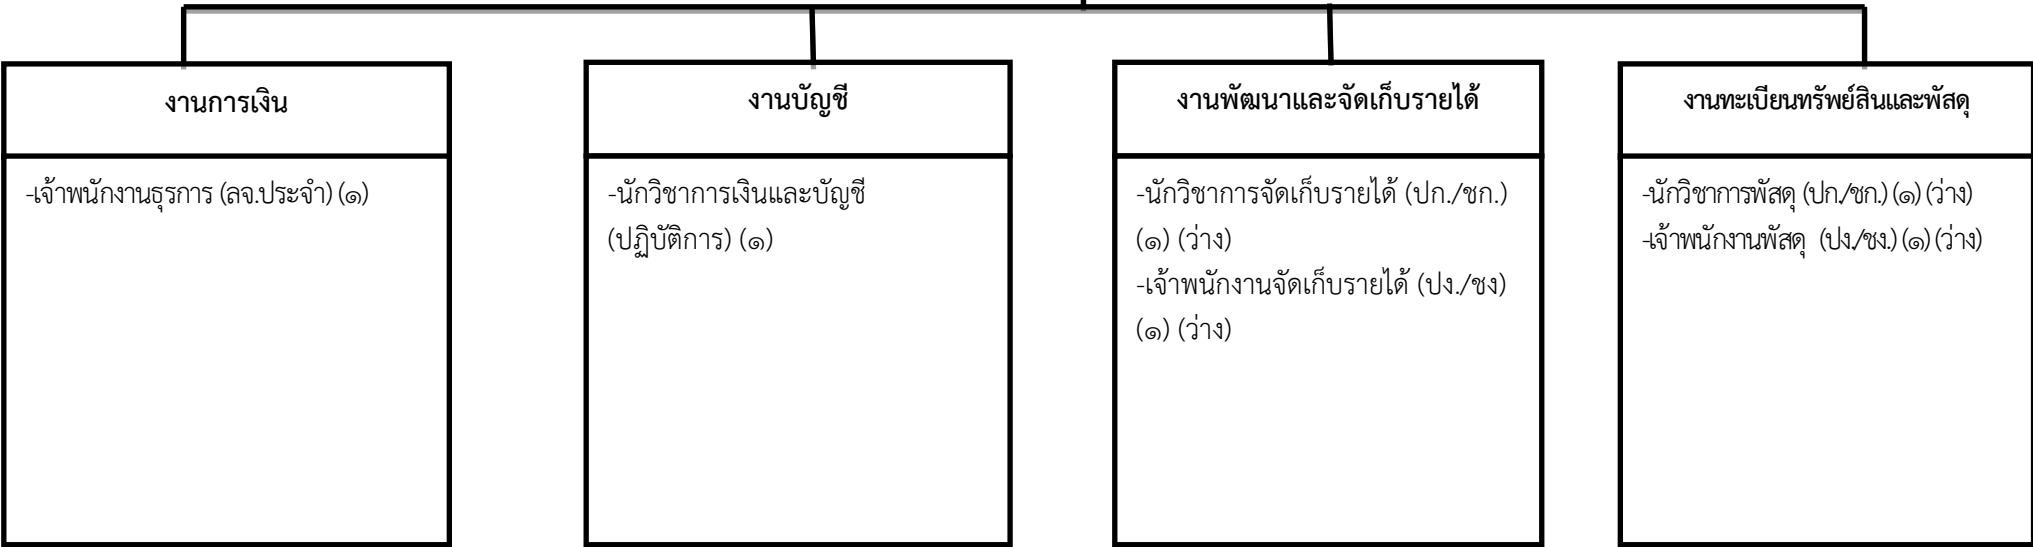 งานการเงิน
-เจ้าพนักงานธุรการ (ลจ.ประจำ) (๑)
งานบัญชี
-นักวิชาการเงินและบัญชี
(ปฏิบัติการ) (๑)
งานพัฒนาและจัดเก็บรายได้
-นักวิชาการจัดเก็บรายได้ (ปก./ชก.)
(๑) (ว่าง)
-เจ้าพนักงานจัดเก็บรายได้ (ปง./ชง)
(๑) (ว่าง)
งานทะเบียนทรัพย์สินและพัสดุ
-นักวิชาการพัสดุ (ปก./ชก.) (๑) (ว่าง)
-เจ้าพนักงานพัสดุ (ปง./ชง.) (๑) (ว่าง)